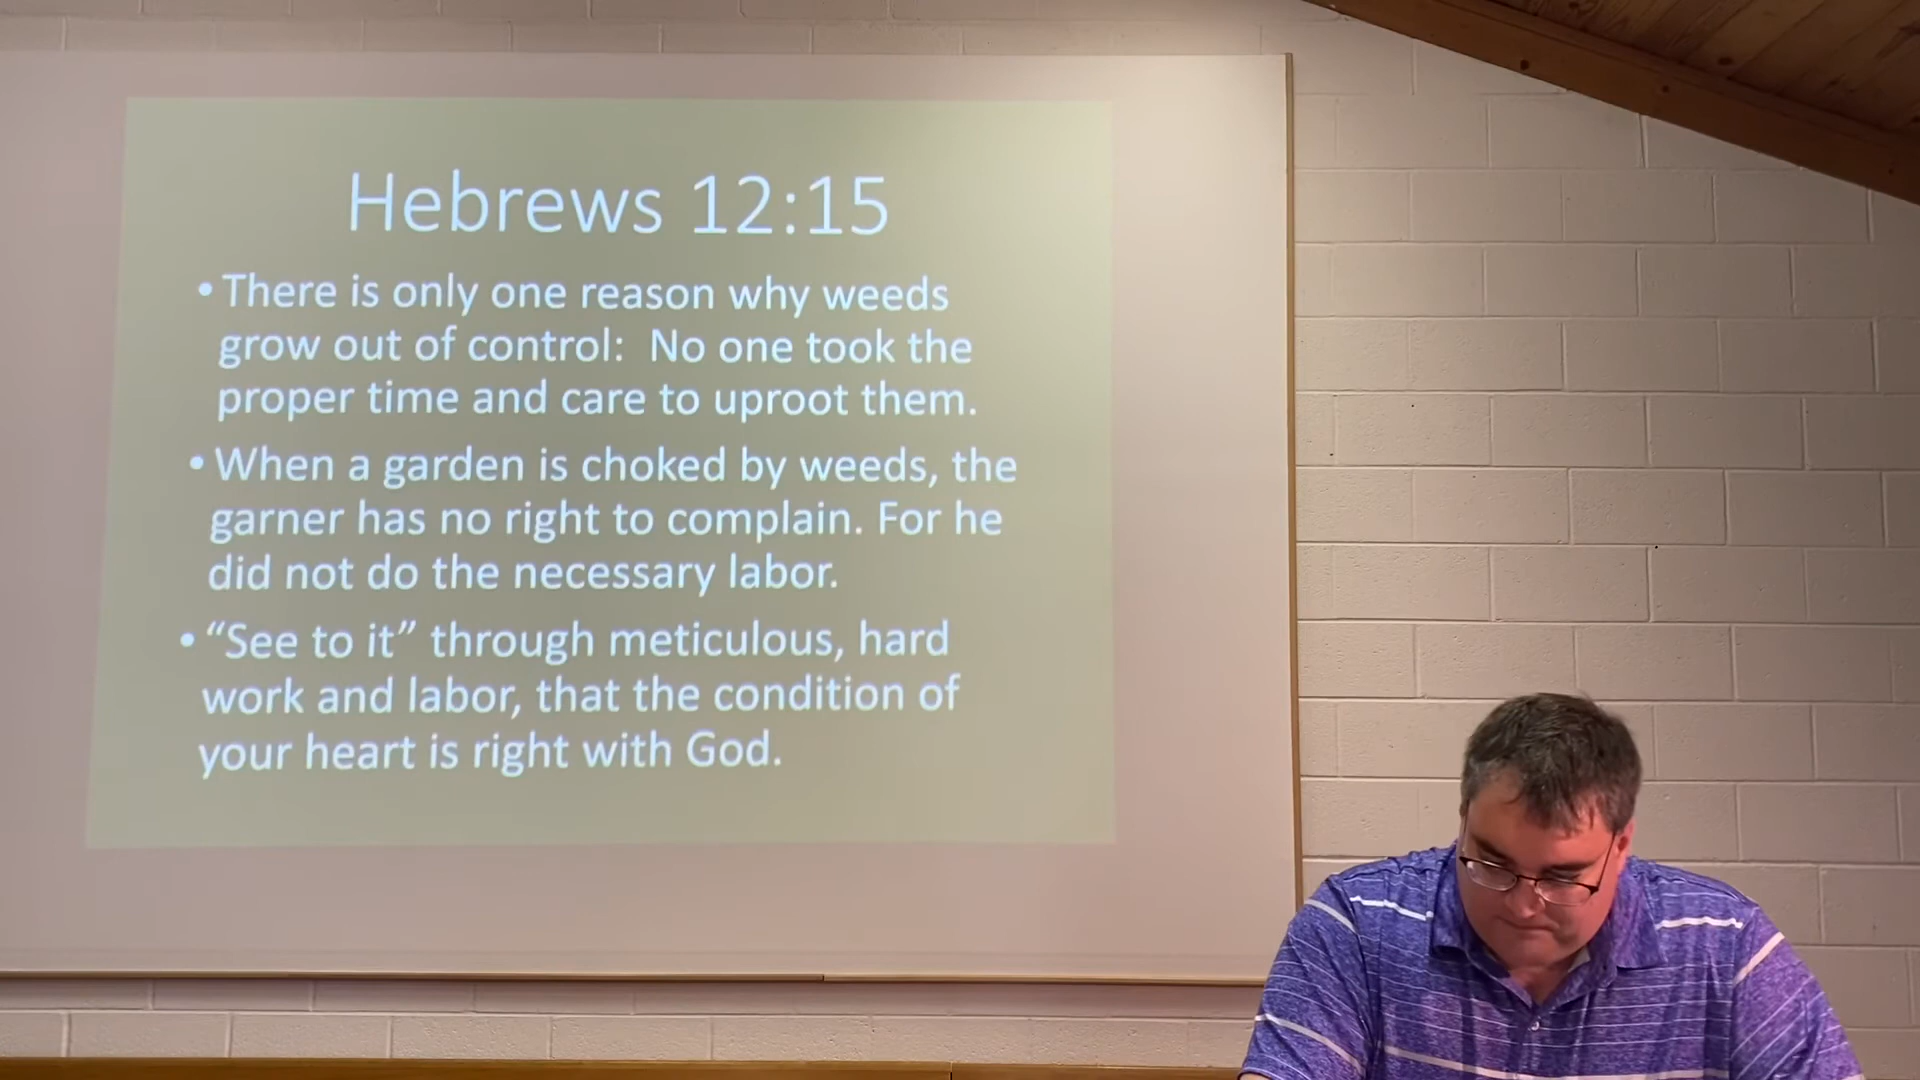 Hebrews 12:15
• There is only one reason why weeds
grow out of control:  No one took the
proper time and care to uproot them.
• When a garden is choked by weeds, the
garner has no right to complain. For he
did not do the necessary labor.
• “See to it” through meticulous, hard
work and labor, that the condition of
your heart is right with God.